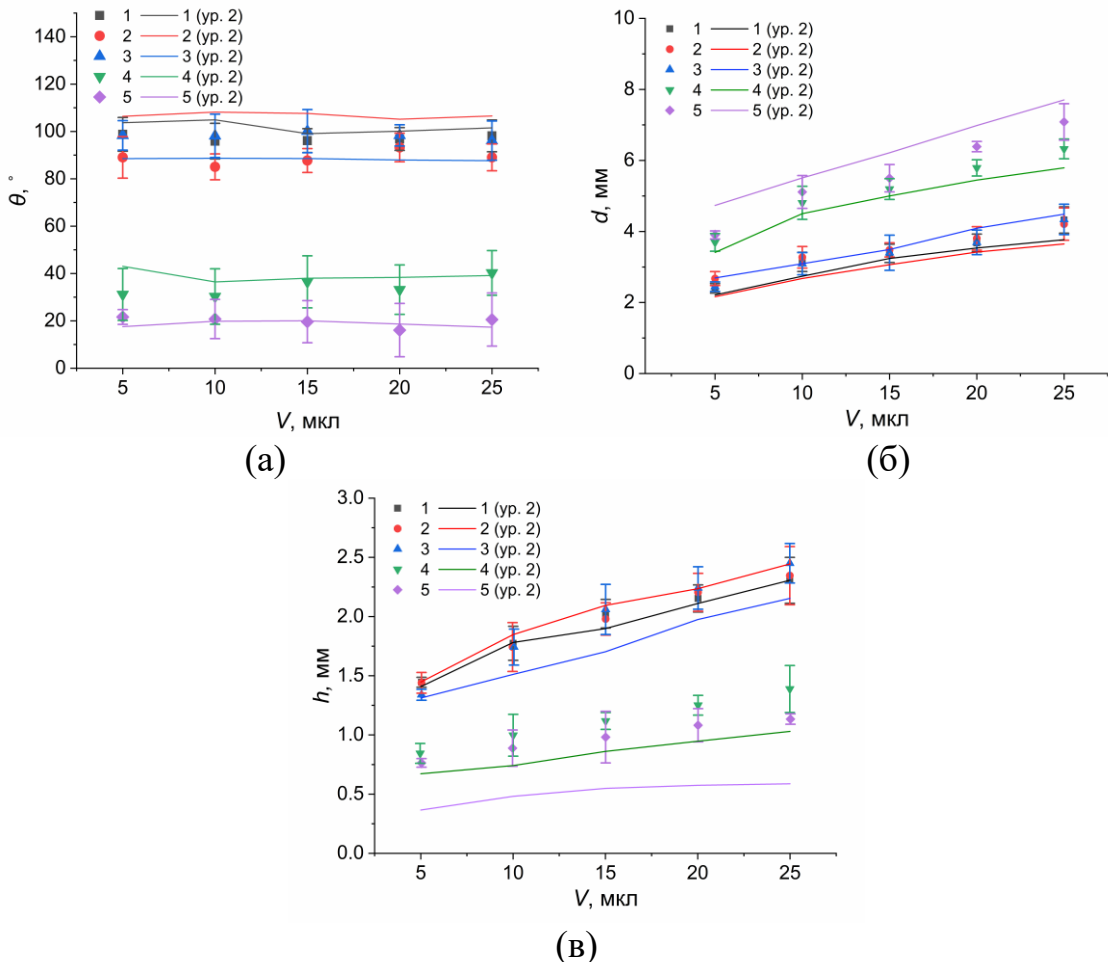 1 1 (ур. 2)
2 2 (ур. 2)
3 3 (ур. 2)
4 4 (ур. 2)
5 5 (ур. 2)
140
120
100
80
60
40
20
0
θ, °
5 10 15 20 25
V, мкл
(а)
1 1 (ур. 2)
2 2 (ур. 2)
3 3 (ур. 2)
4 4 (ур. 2)
5 5 (ур. 2)
10
8
6
4
2
0
d, мм
5 10 15 20 25
V, мкл
(б)
1 1 (ур. 2)
2 2 (ур. 2)
3 3 (ур. 2)
4 4 (ур. 2)
5 5 (ур. 2)
3.0
2.5
2.0
1.5
1.0
0.5
0.0
h, мм
5 10 15 20 25
V, мкл
(в)